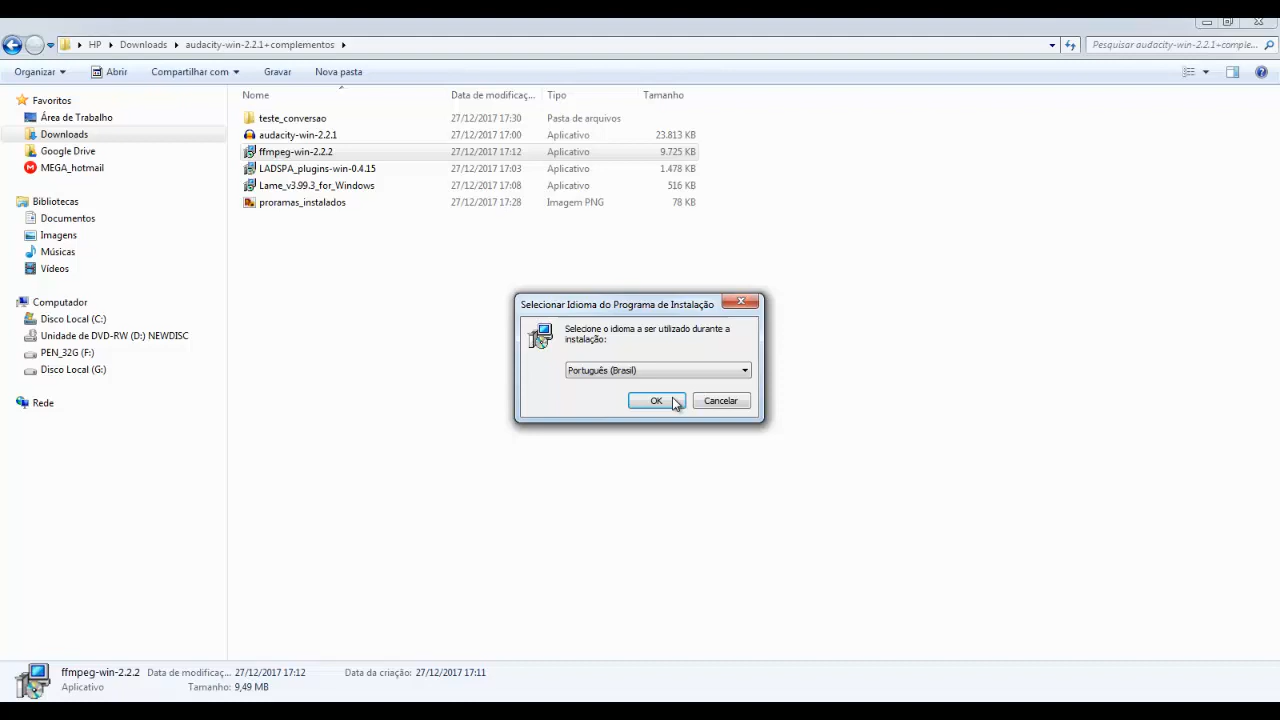 HP
Downloads
audacity-win-2.2.1+complementos
Pesquisar audacity-win-2.2.1+comple...
Organizar
Abrir
Compartilhar com
Gravar
Nova pasta
Favoritos
Área de Trabalho
Downloads
Google Drive
MEGA_hotmail
Bibliotecas
Documentos
Imagens
Músicas
Vídeos
Computador
Disco Local (C:)
Unidade de DVD-RW (D:) NEWDISC
PEN_32G (F:)
Disco Local (G:)
Rede
Nome Data de modificaç... Tipo Tamanho
teste_conversao 27/12/2017 17:30 Pasta de arquivos
audacity-win-2.2.1 27/12/2017 17:00 Aplicativo 23.813 KB
ffmpeg-win-2.2.2 27/12/2017 17:12 Aplicativo 9.725 KB
LADSPA_plugins-win-0.4.15 27/12/2017 17:03 Aplicativo 1.478 KB
Lame_v3.99.3_for_Windows 27/12/2017 17:08 Aplicativo 516 KB
proramas_instalados 27/12/2017 17:28 Imagem PNG 78 KB
Selecionar Idioma do Programa de Instalação
Selecione o idioma a ser utilizado durante a
instalação:
Português (Brasil)
OK
Cancelar
ffmpeg-win-2.2.2 Data de modificaç... 27/12/2017 17:12 Data da criação: 27/12/2017 17:11
Aplicativo Tamanho: 9,49 MB